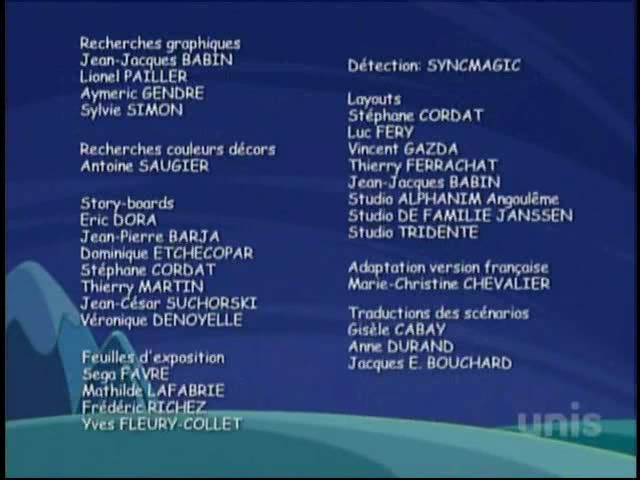 Recherches graphiques
Jean-Jacques BABIN
Lionel PAILLER
Aymeric GENDRE
Sylvie SIMON
Recherches couleurs décors
Antoine SAUGIER
Story-boards
Eric DORA
Jean-Pierre BARJA
Dominique ETCHECOPAR
Stéphane CORDAT
Thierry MARTIN
Jean-César SUCHORSKI
Véronique DENOYELLE
Feuilles d'exposition
Sega FAVRE
Mathilde LAFABRIE
Frédéric RICHEZ
Yves FLEURY-COLLET
Détection: SYNCMAGIC
Layouts
Stéphane CORDAT
Luc FERY
Vincent GAZDA
Thierry FERRACHAT
Jean-Jacques BABIN
Studio ALPHANIM Angoulême
Studio DE FAMILIE JANSSEN
Studio TRIDENTE
Adaptation version française
Marie-Christine CHEVALIER
Traductions des scénarios
Gisèle CABAY
Anne DURAND
Jacques E. BOUCHARD
unis